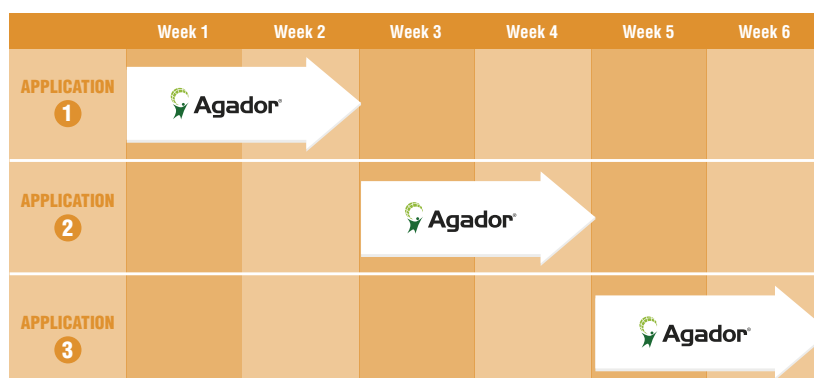 Week 1 Week 2 Week 3 Week 4 Week 5 Week 6
APPLICATION
1
Agador®
APPLICATION
2
Agador®
APPLICATION
3
Agador®